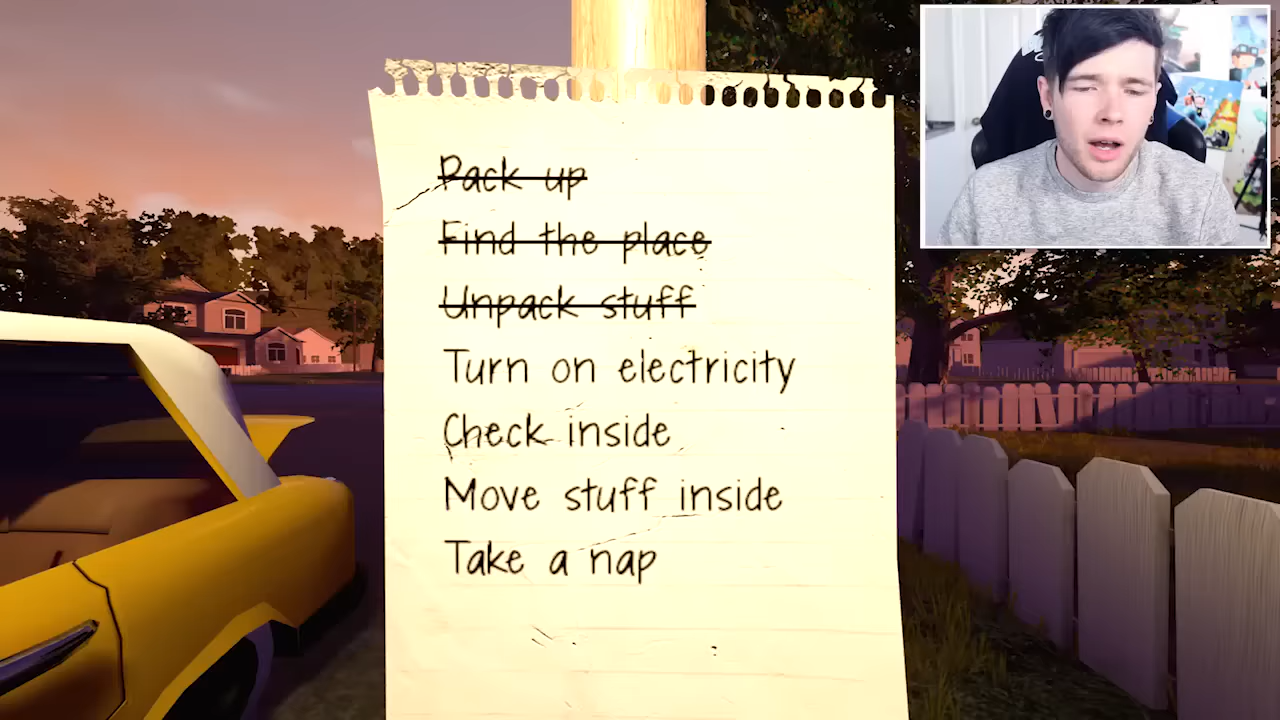 Pack up
Find the place
Unpack stuff
Turn on electricity
Check inside
Move stuff inside
Take a nap